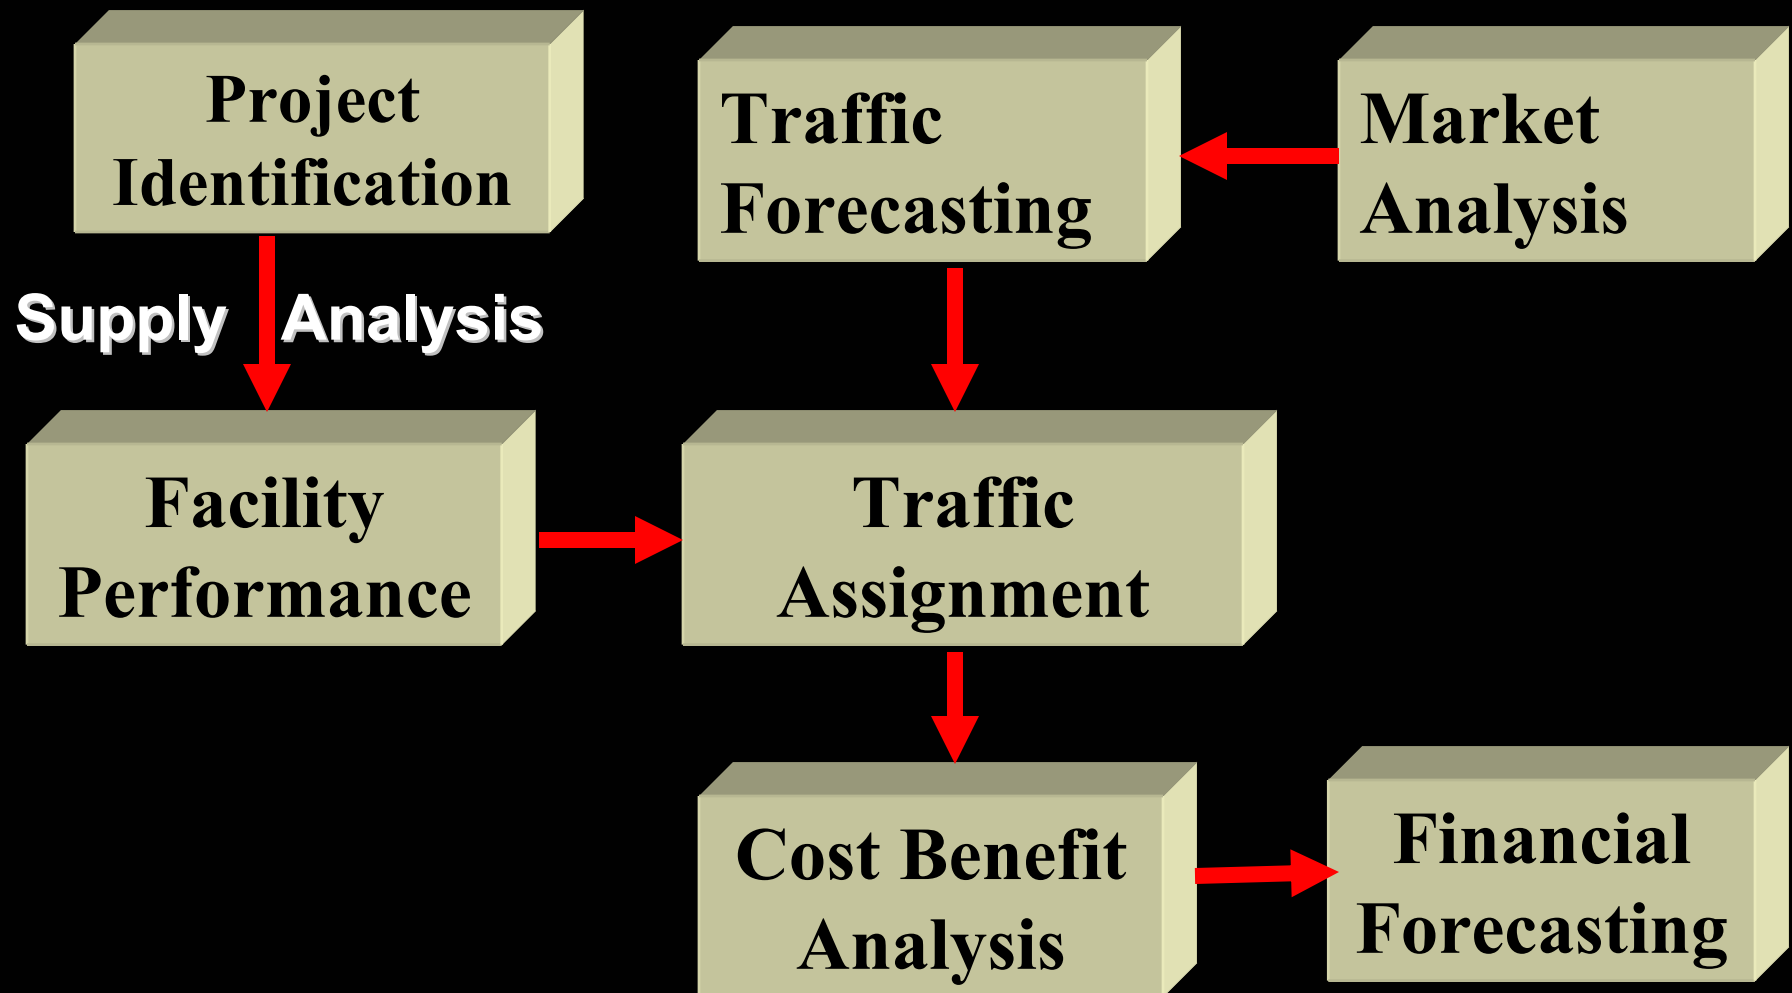 Project
Identification
Traffic
Forecasting
Market
Analysis
Supply Analysis
Facility
Performance
Traffic
Assignment
Cost Benefit
Analysis
Financial
Forecasting